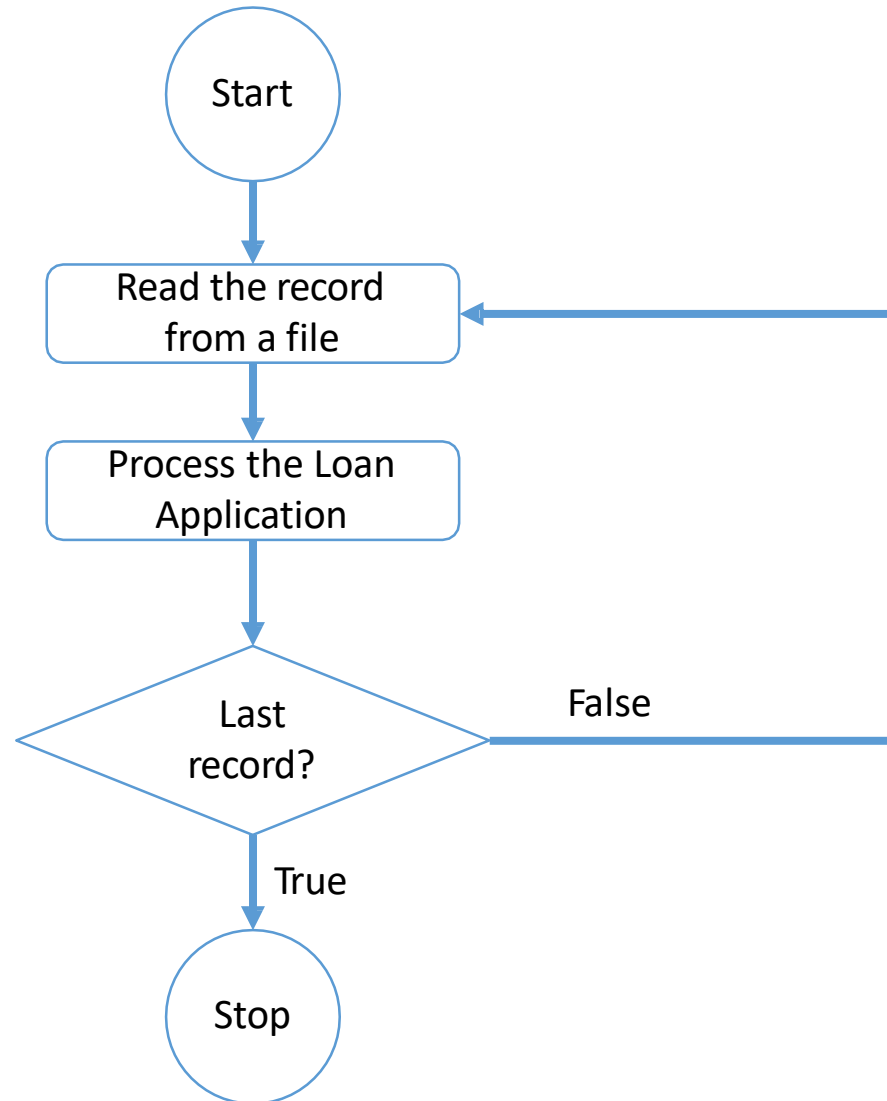 Start
Read the record
from a file
Process the Loan
Application
Last
record?
False
True
Stop